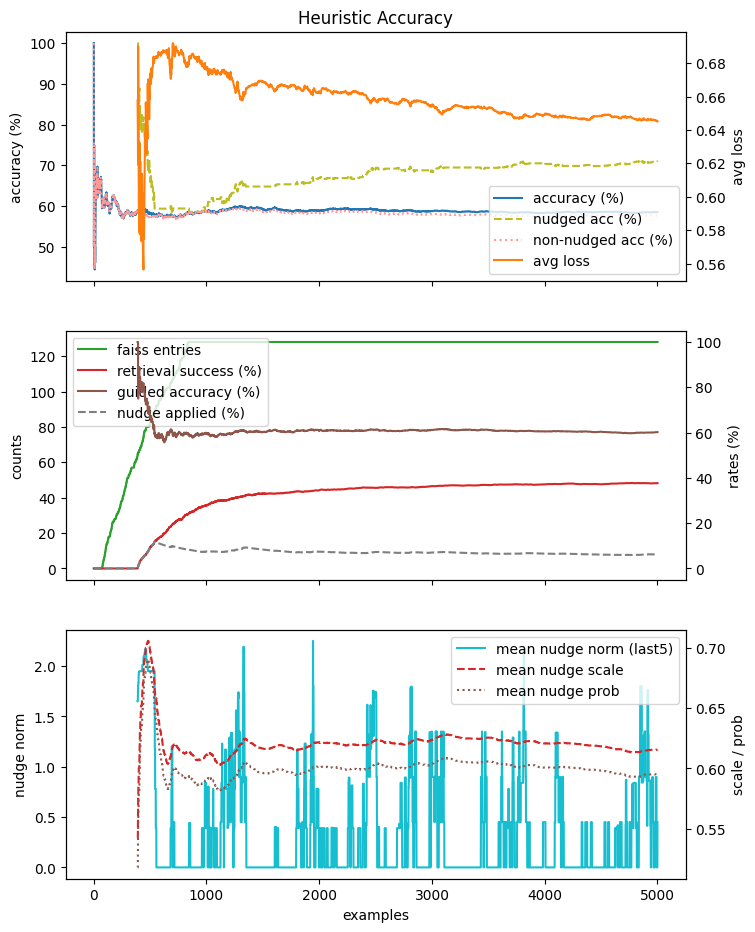 Heuristic Accuracy
100
90
80
70
60
50
accuracy (%)
0.68
0.66
0.64
0.62
0.60
0.58
0.56
avg loss
accuracy (%)
nudged acc (%)
non-nudged acc (%)
avg loss
120
100
80
60
40
20
0
counts
100
80
60
40
20
0
rates (%)
faiss entries
retrieval success (%)
guided accuracy (%)
nudge applied (%)
2.0
1.5
1.0
0.5
0.0
nudge norm
0.70
0.65
0.60
0.55
scale / prob
mean nudge norm (last5)
mean nudge scale
mean nudge prob
0
1000
2000
3000
4000
5000
examples